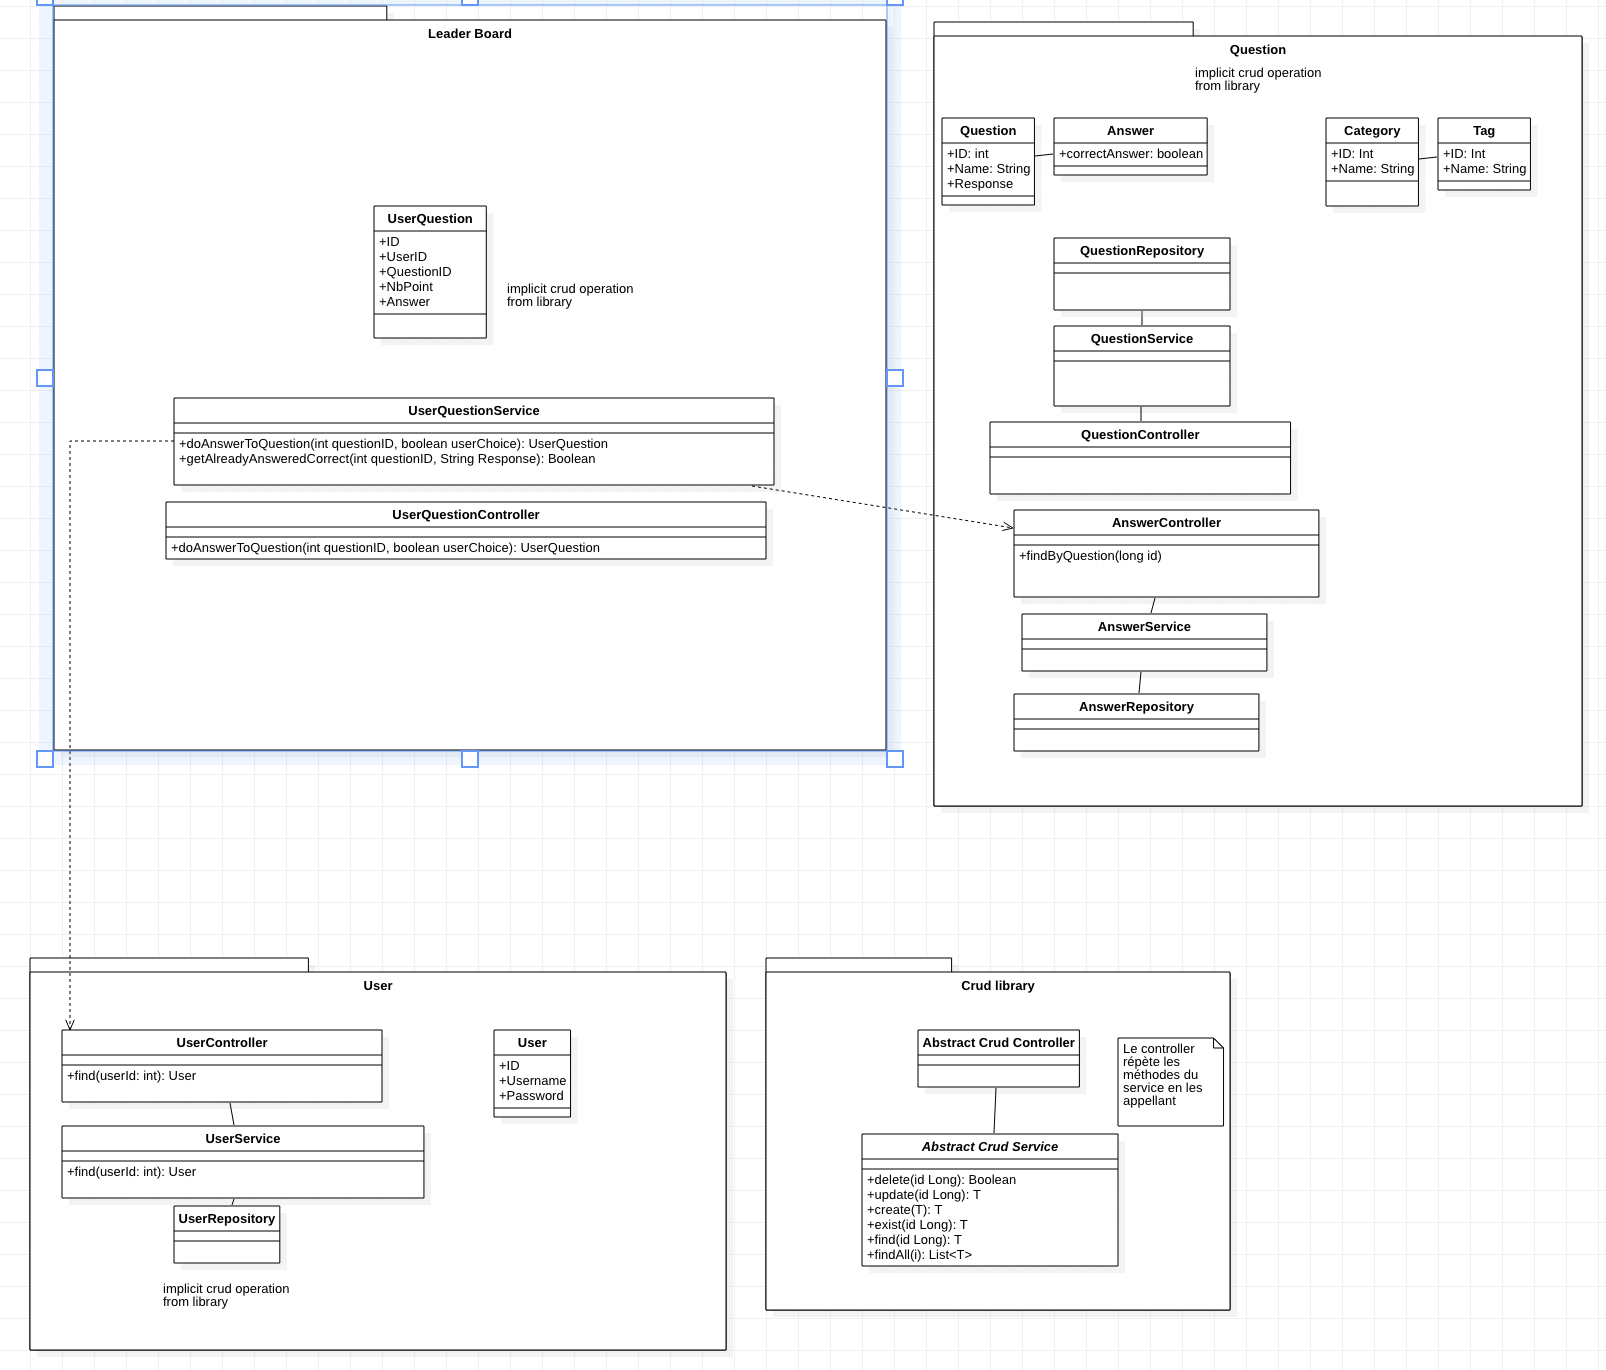 Leader Board
UserQuestion
+ID
+UserID
+QuestionID
+NbPoint
+Answer
implicit crud operation
from library
UserQuestionService
+doAnswerToQuestion(int questionID, boolean userChoice): UserQuestion
+getAlreadyAnsweredCorrect(int questionID, String Response): Boolean
UserQuestionController
+doAnswerToQuestion(int questionID, boolean userChoice): UserQuestion
Question
implicit crud operation
from library
Question
+ID: int
+Name: String
+Response
Answer
+correctAnswer: boolean
Category
+ID: Int
+Name: String
Tag
+ID: Int
+Name: String
QuestionRepository
QuestionService
QuestionController
AnswerController
+findByQuestion(long id)
AnswerService
AnswerRepository
User
UserController
+find(userId: int): User
User
+ID
+Username
+Password
UserService
+find(userId: int): User
UserRepository
implicit crud operation
from library
Crud library
Abstract Crud Controller
Le controller
répète les
méthodes du
service en les
appellant
Abstract Crud Service
+delete(id Long): Boolean
+update(id Long): T
+create(T): T
+exist(id Long): T
+find(id Long): T
+findAll(i): List<T>